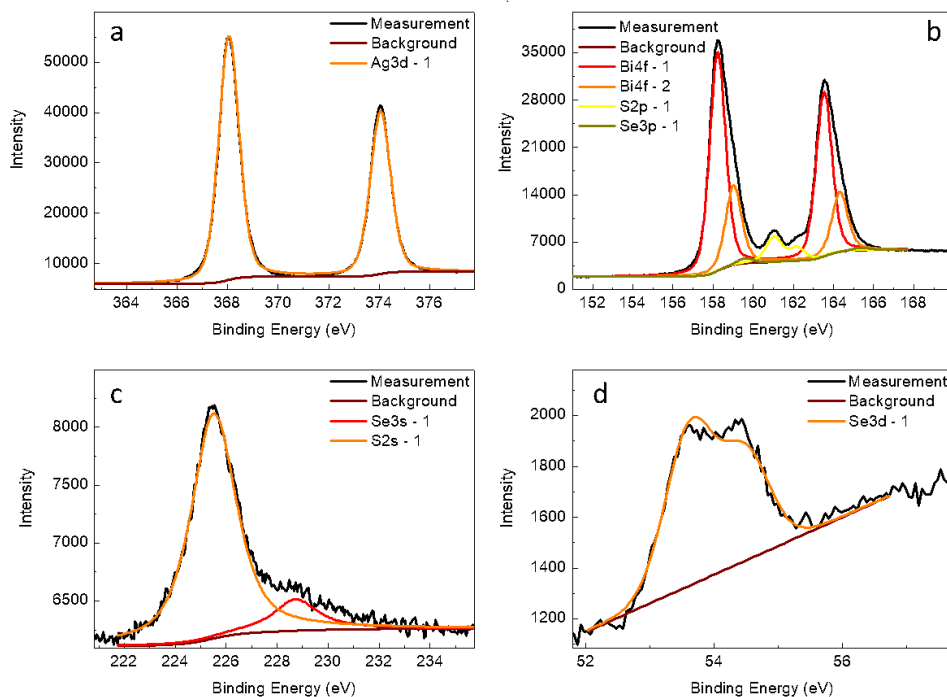 a
Measurement
Background
Ag3d - 1
Intensity
50000
40000
30000
20000
10000
364 366 368 370 372 374 376
Binding Energy (eV)
b
Measurement
Background
Bi4f - 1
Bi4f - 2
S2p - 1
Se3p - 1
Intensity
35000
28000
21000
14000
7000
0
152 154 156 158 160 162 164 166 168
Binding Energy (eV)
c
Measurement
Background
Se3s - 1
S2s - 1
Intensity
8000
7500
7000
6500
222 224 226 228 230 232 234
Binding Energy (eV)
d
Measurement
Background
Se3d - 1
Intensity
2000
1800
1600
1400
1200
52 54 56
Binding Energy (eV)